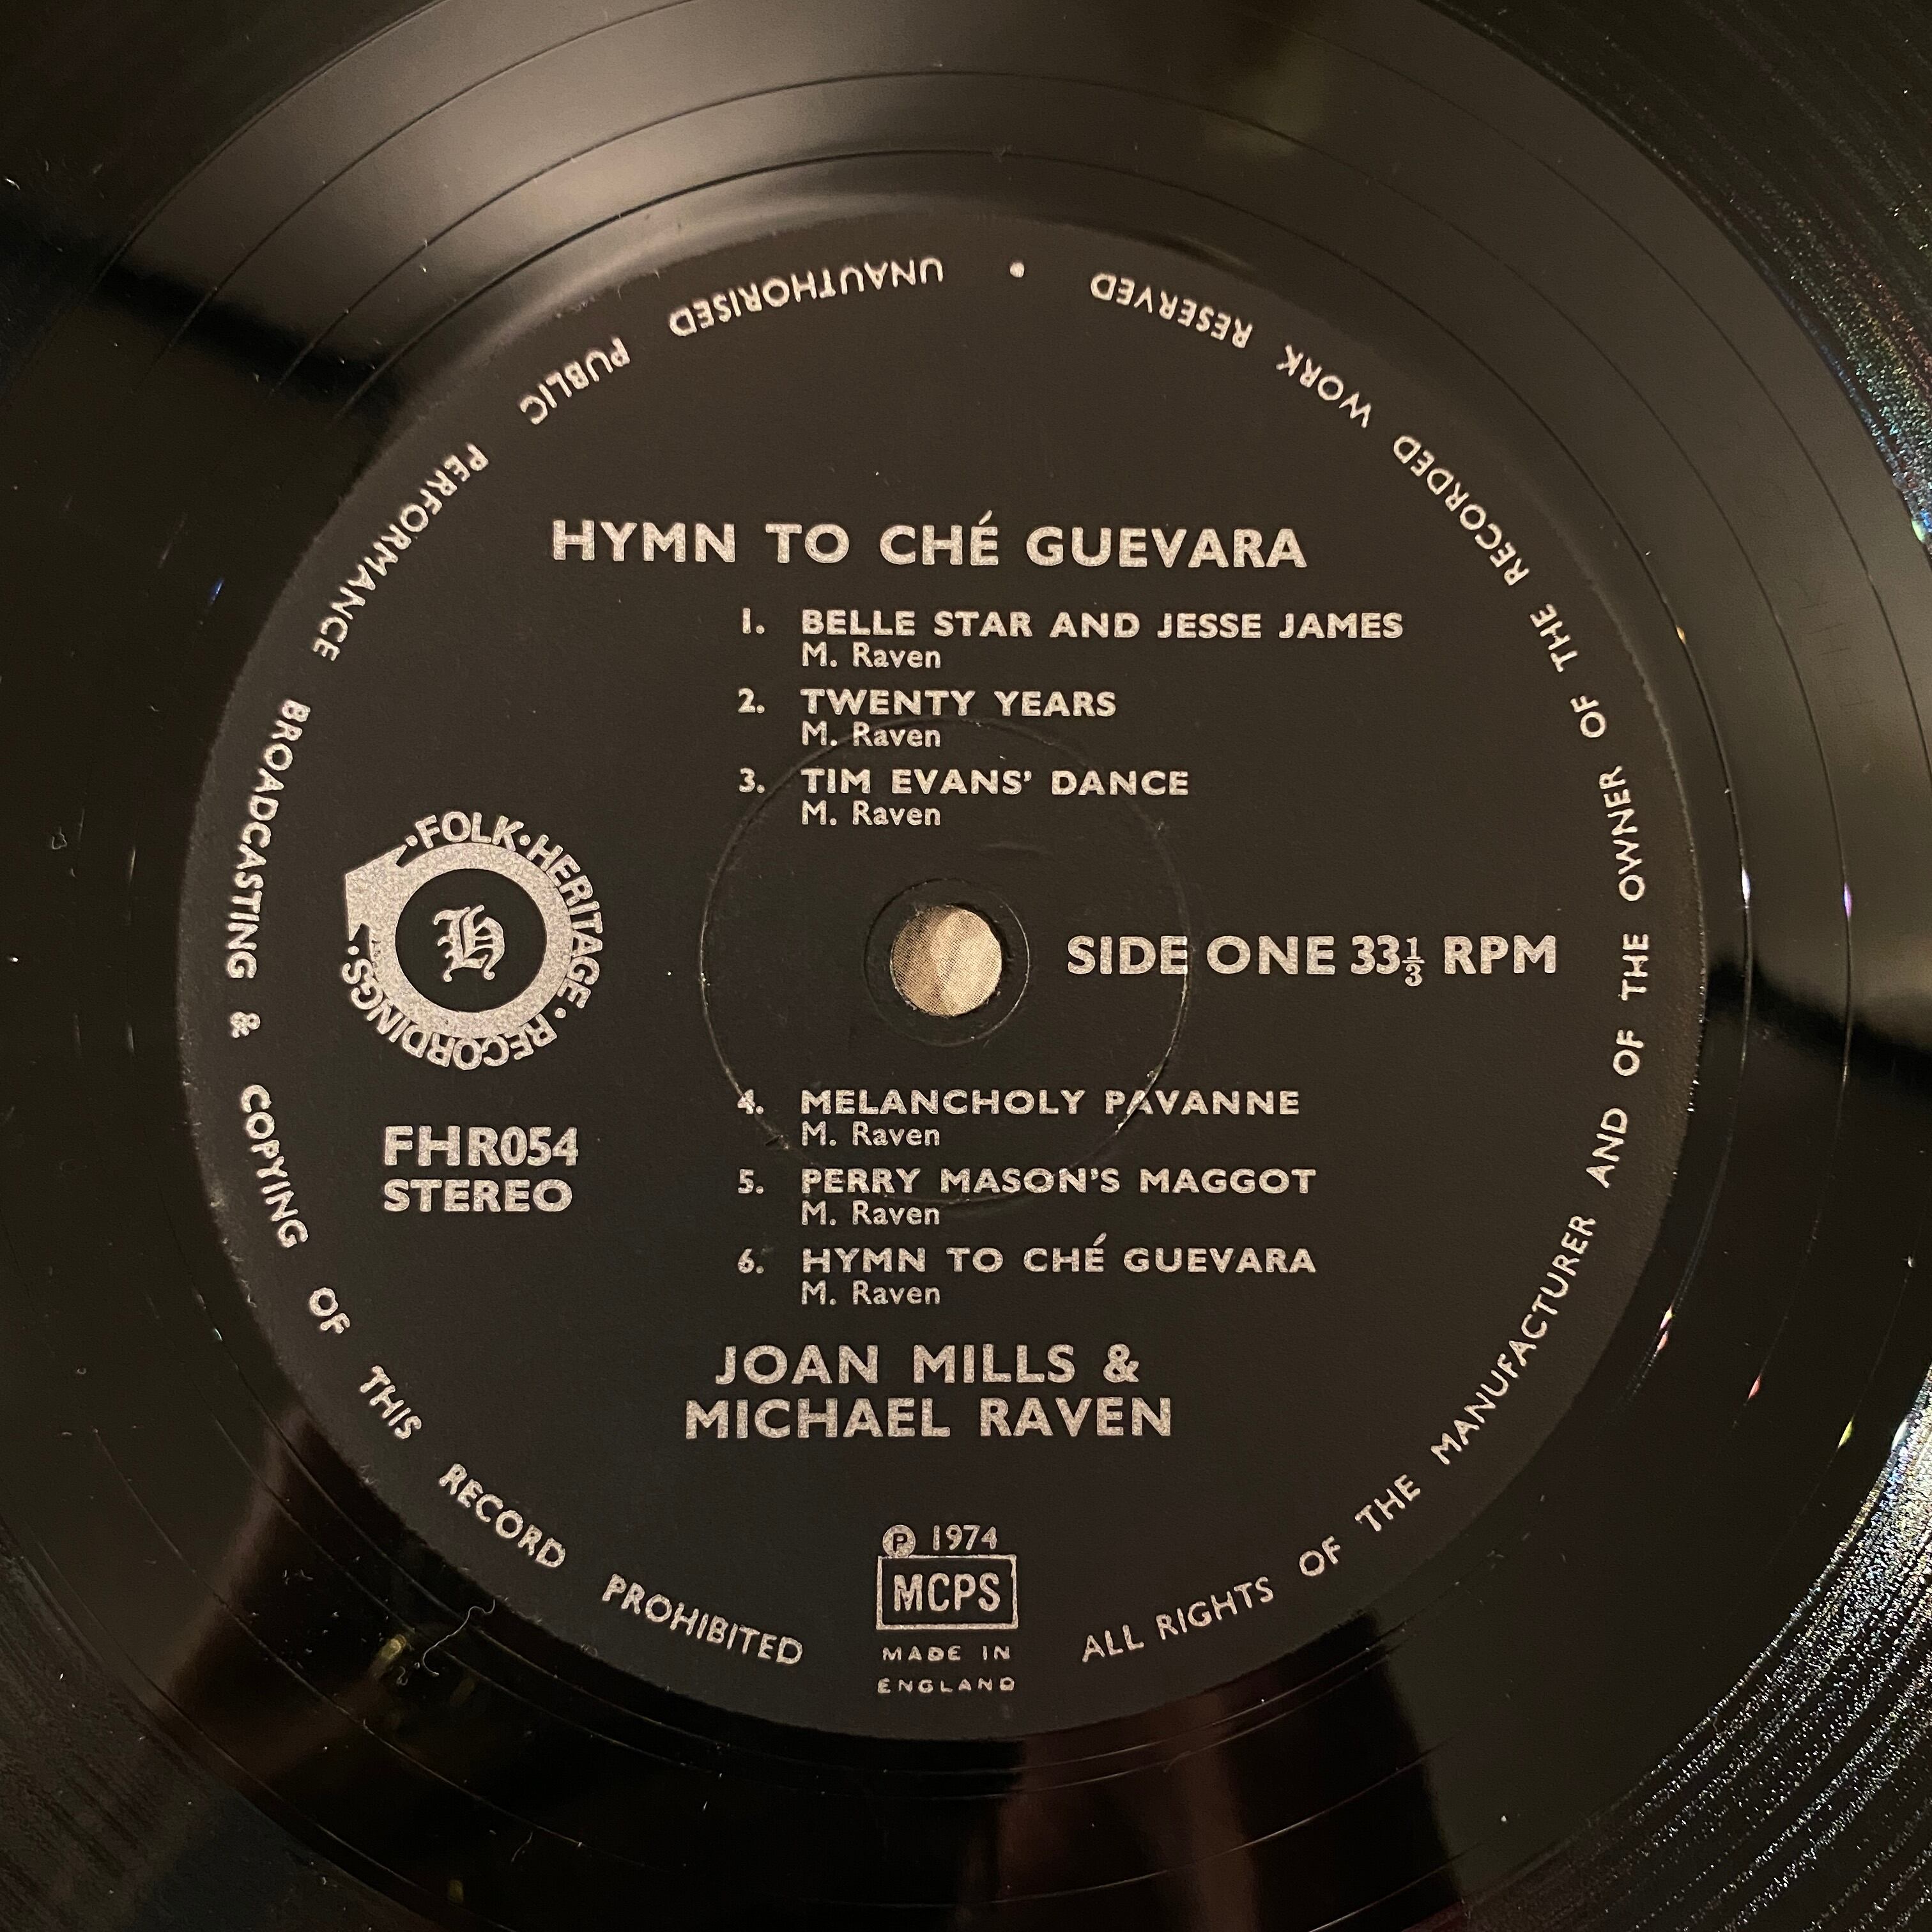 HYMN TO CHÉ GUEVARA
1. BELLE STAR AND JESSE JAMES
M. Raven
2. TWENTY YEARS
M. Raven
3. TIM EVANS' DANCE
M. Raven
·FOLK·HERITAGE·RECORDINGS·
H
SIDE ONE 33⅓ RPM
FHR054
STEREO
4. MELANCHOLY PAVANNE
M. Raven
5. PERRY MASON'S MAGGOT
M. Raven
6. HYMN TO CHÉ GUEVARA
M. Raven
JOAN MILLS &
MICHAEL RAVEN
℗ 1974
MCPS
MADE IN
ENGLAND
ALL RIGHTS OF THE MANUFACTURER AND OF THE OWNER OF THE RECORDED WORK RESERVED • UNAUTHORISED PUBLIC PERFORMANCE BROADCASTING & COPYING OF THIS RECORD PROHIBITED